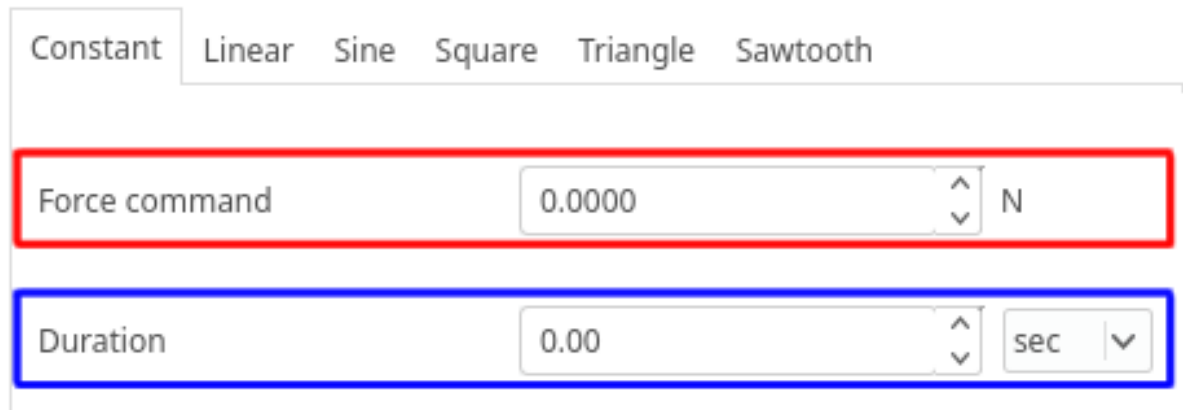 Constant Linear Sine Square Triangle Sawtooth
Force command 0.0000 N
Duration 0.00 sec